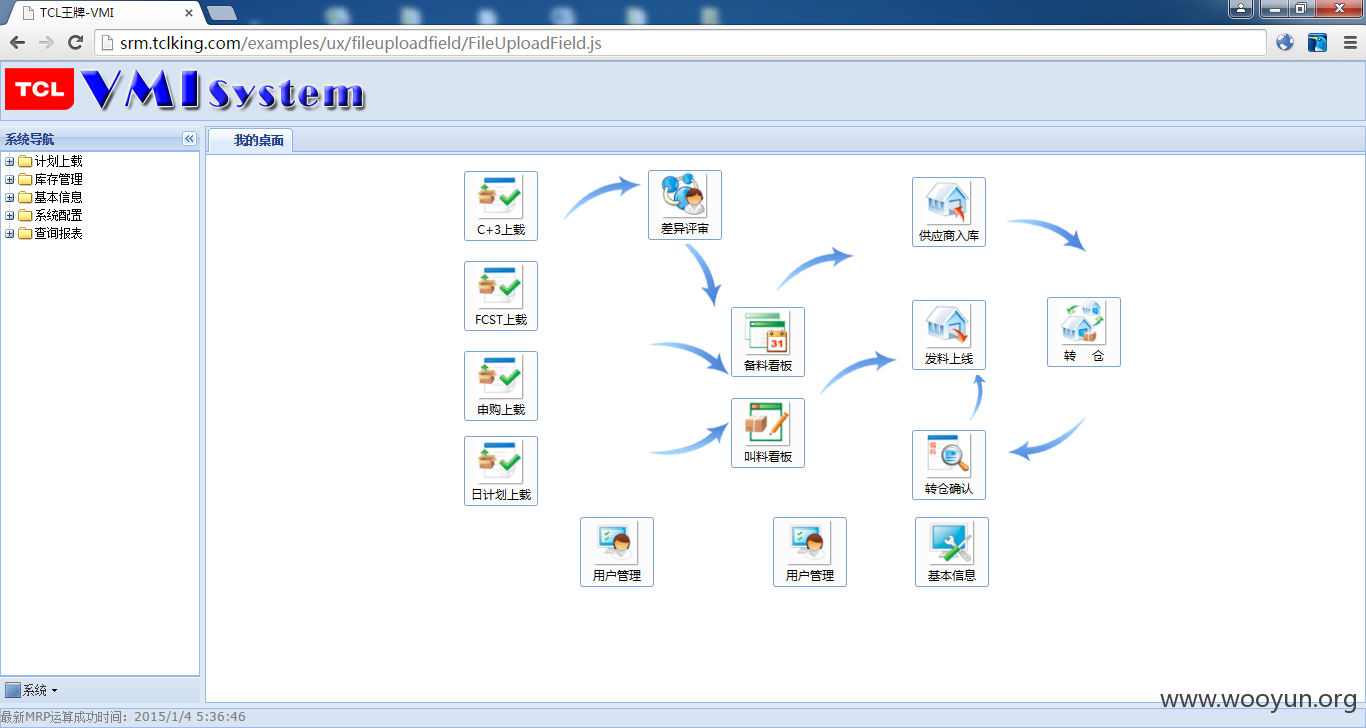 TCL王牌-VMI
srm.tclking.com/examples/ux/fileuploadfield/FileUploadField.js
TCL VMI System
系统导航
我的桌面
计划上载
库存管理
基本信息
系统配置
查询报表
C+3上载
差异评审
供应商入库
FCST上载
备料看板
31
发料上线
转 仓
申购上载
叫料看板
编码
转仓确认
日计划上载
用户管理
用户管理
基本信息
系统
www.wooyun.org
最新MRP运算成功时间：2015/1/4 5:36:46